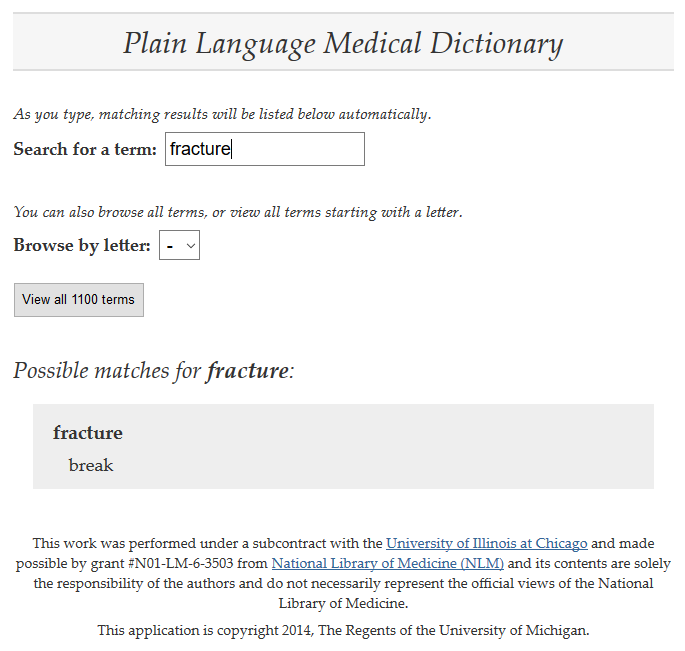 Plain Language Medical Dictionary
As you type, matching results will be listed below automatically.
Search for a term: fracture
You can also browse all terms, or view all terms starting with a letter.
Browse by letter: -
View all 1100 terms
Possible matches for fracture:
fracture
break
This work was performed under a subcontract with the University of Illinois at Chicago and made
possible by grant #N01-LM-6-3503 from National Library of Medicine (NLM) and its contents are solely
the responsibility of the authors and do not necessarily represent the official views of the National
Library of Medicine.
This application is copyright 2014, The Regents of the University of Michigan.